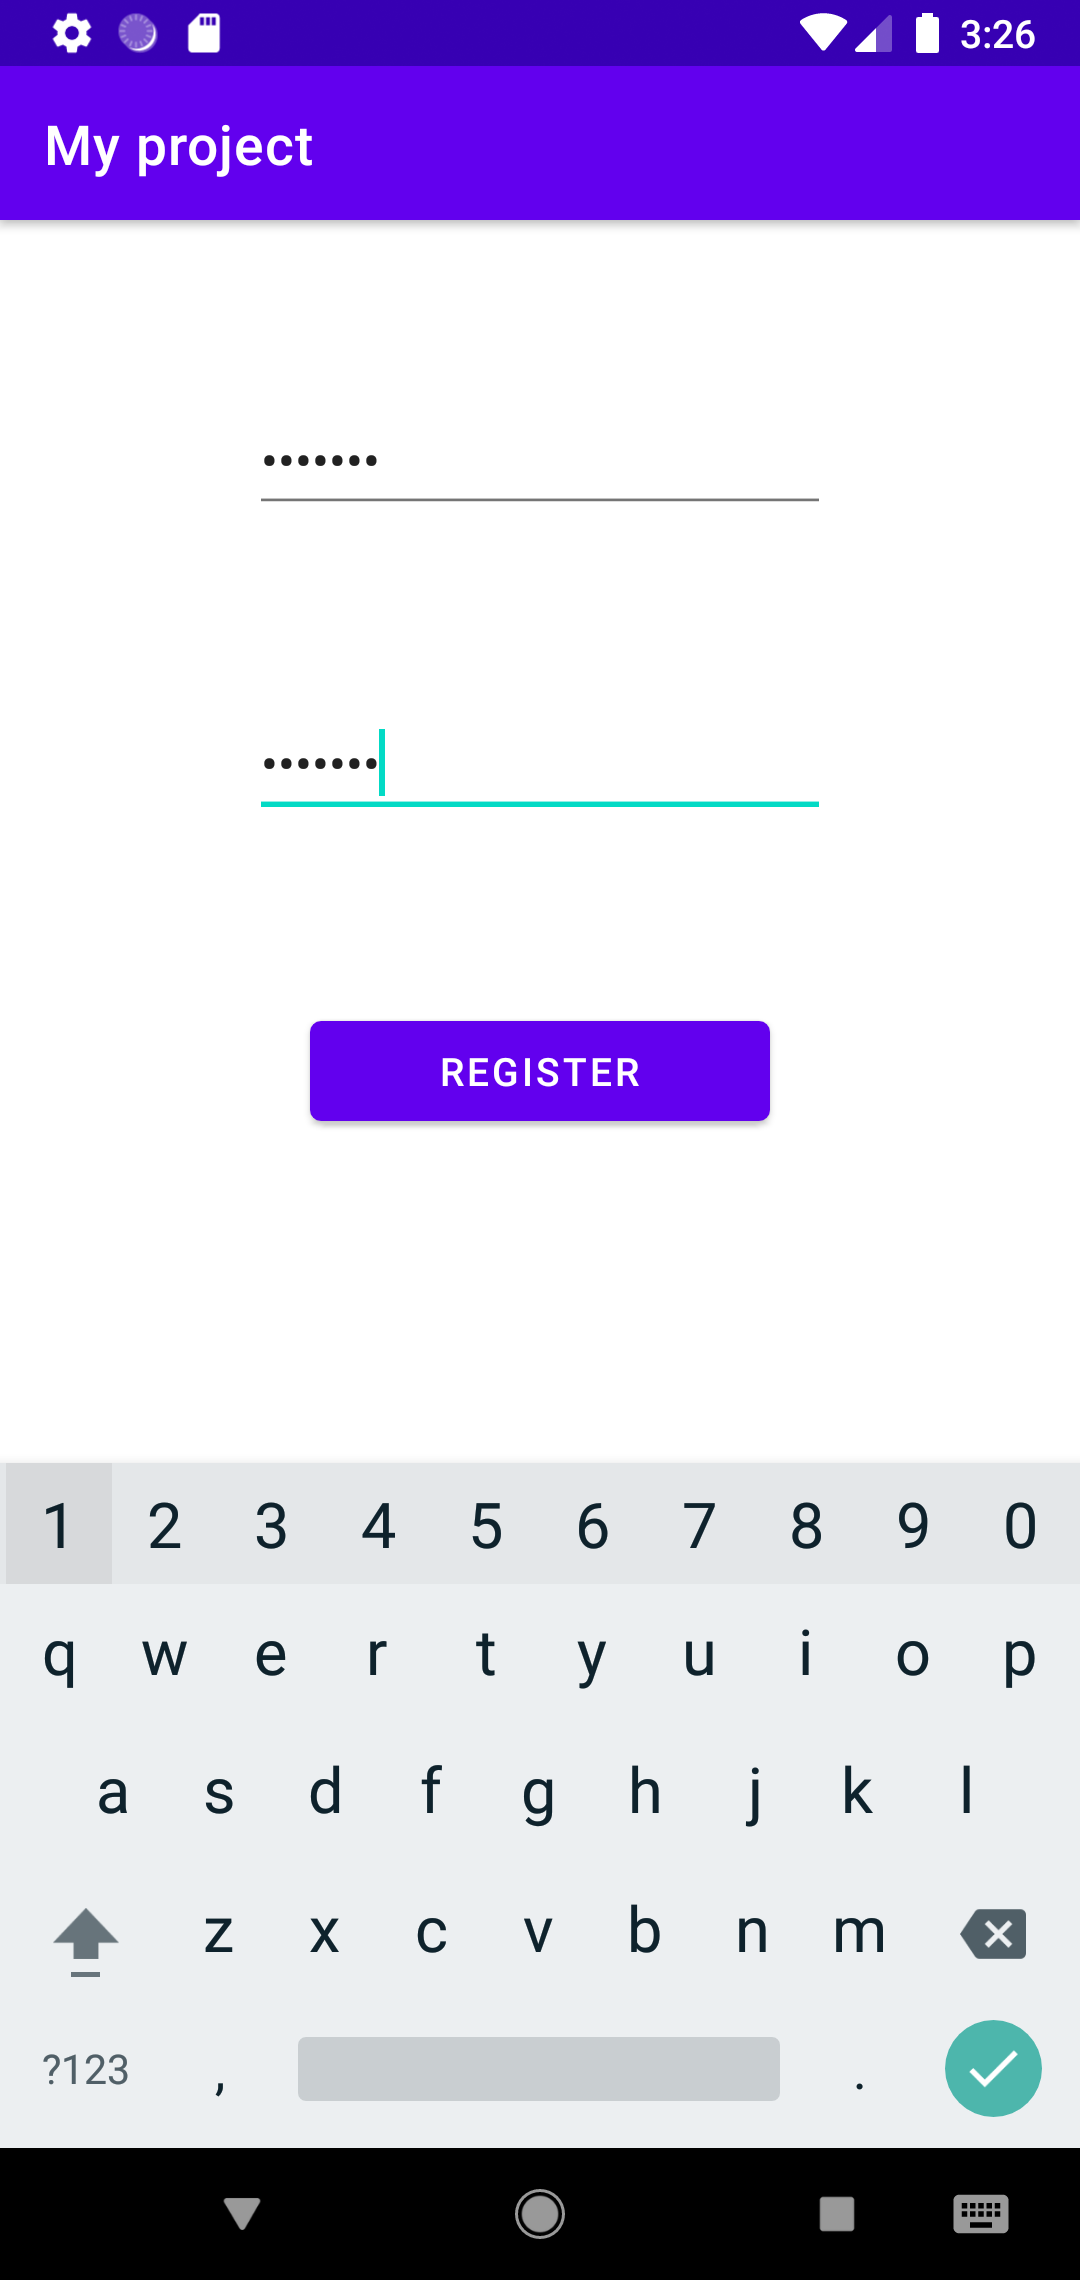 3:26
My project
•••••••
•••••••
REGISTER
1 2 3 4 5 6 7 8 9 0
q w e r t y u i o p
a s d f g h j k l
z x c v b n m
?123 , .